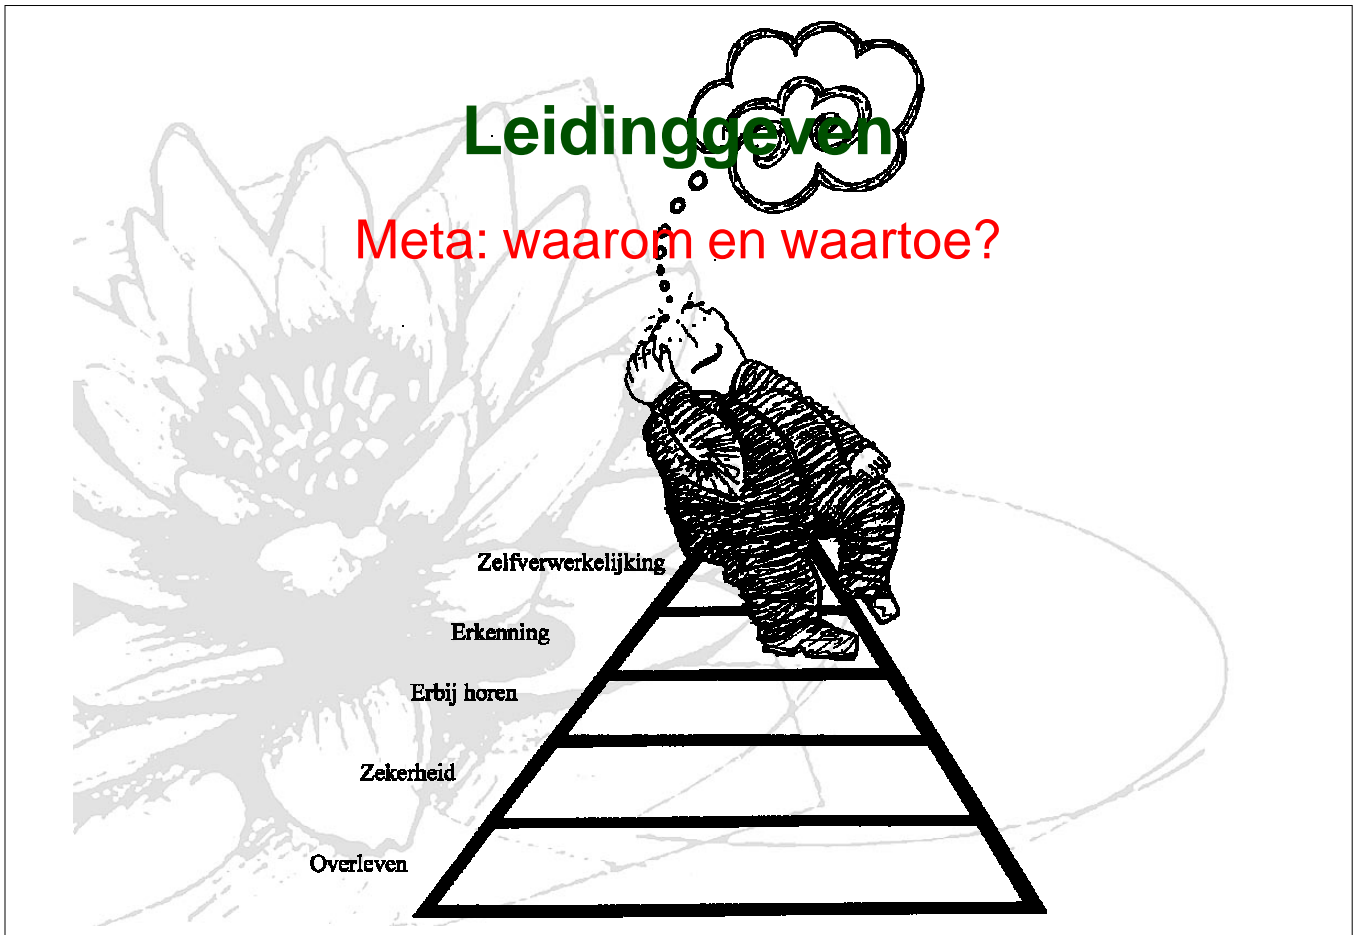 Leidinggeven
Meta: waarom en waartoe?
Zelfverwerkelijking
Erkenning
Erbij horen
Zekerheid
Overleven